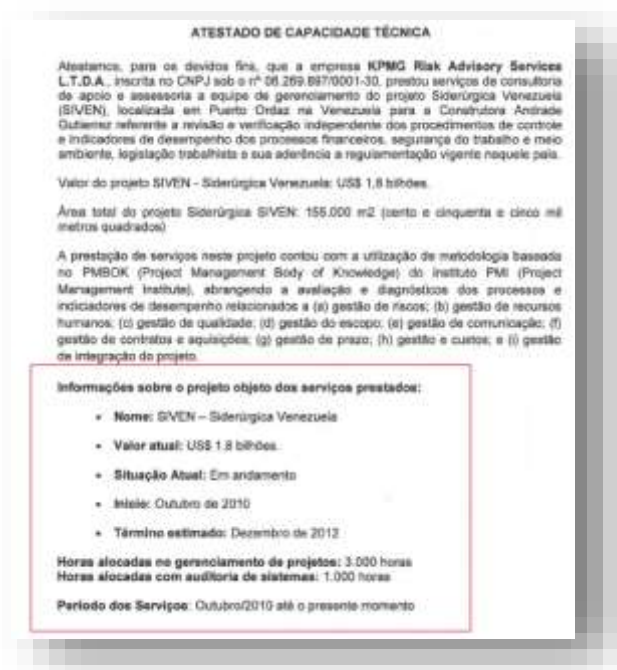 ATESTADO DE CAPACIDADE TÉCNICA
Atestamos, para os devidos fins, que a empresa KPMG Risk Advisory Services
L.T.D.A., inscrita no CNPJ sob o nº 06.269.897/0001-30, prestou serviços de consultoria
de apoio e assessoria a equipe de gerenciamento do projeto Siderúrgica Venezuela
(SIVEN), localizada em Puerto Ordaz na Venezuela para a Construtora Andrade
Gutierrez referente a revisão e verificação independente dos procedimentos de controle
e indicadores de desempenho dos processos financeiros, segurança do trabalho e meio
ambiente, legislação trabalhista e sua aderência a regulamentação vigente naquele país.
Valor do projeto SIVEN - Siderúrgica Venezuela: US$ 1,8 bilhões.
Área total do projeto Siderúrgica SIVEN: 155.000 m2 (cento e cinquenta e cinco mil
metros quadrados)
A prestação de serviços neste projeto contou com a utilização de metodologia baseada
no PMBOK (Project Management Body of Knowledge) do instituto PMI (Project
Management Institute), abrangendo a avaliação e diagnósticos dos processos e
indiciadores de desempenho relacionados a (a) gestão de riscos; (b) gestão de recursos
humanos; (c) gestão de qualidade; (d) gestão do escopo; (e) gestão de comunicação; (f)
gestão de contratos e aquisições; (g) gestão de prazo; (h) gestão e custos; e (i) gestão
de integração do projeto.
Informações sobre o projeto objeto dos serviços prestados:
• Nome: SIVEN – Siderúrgica Venezuela
• Valor atual: US$ 1.8 bilhões.
• Situação Atual: Em andamento
• Início: Outubro de 2010
• Término estimado: Dezembro de 2012
Horas alocadas no gerenciamento de projetos: 3.000 horas
Horas alocadas com auditoria de sistemas: 1.000 horas
Período dos Serviços: Outubro/2010 até o presente momento